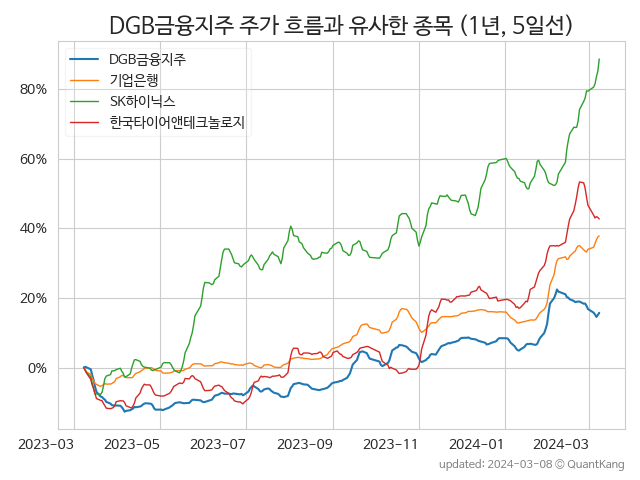 DGB금융지주 주가 흐름과 유사한 종목 (1년, 5일선)
DGB금융지주
기업은행
SK하이닉스
한국타이어앤테크놀로지
80%
60%
40%
20%
0%
2023-03 2023-05 2023-07 2023-09 2023-11 2024-01 2024-03
updated: 2024-03-08 © QuantKang